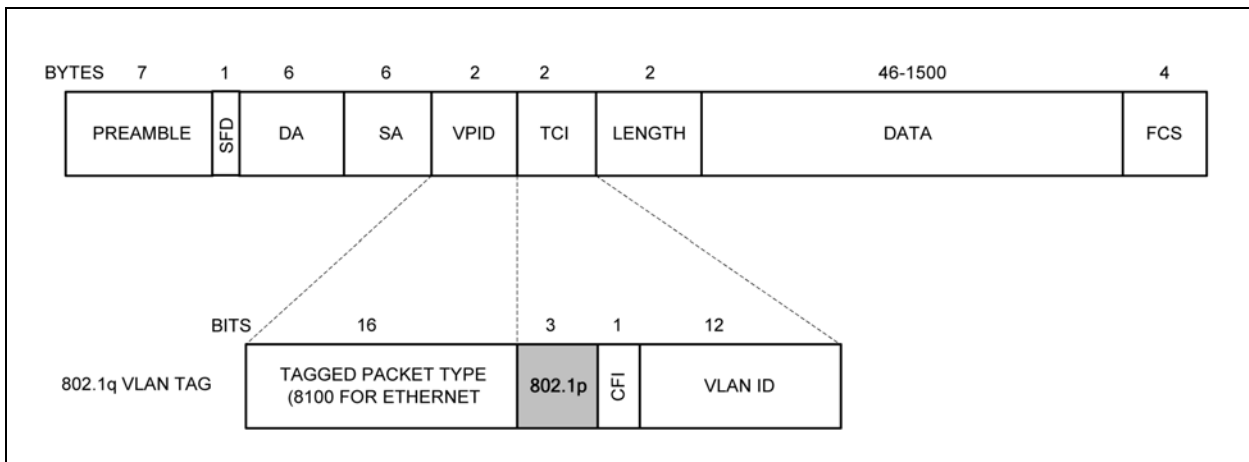 BYTES 7 1 6 6 2 2 2 46-1500 4
PREAMBLE SFD DA SA VPID TCI LENGTH DATA FCS
BITS 16 3 1 12
802.1q VLAN TAG
TAGGED PACKET TYPE
(8100 FOR ETHERNET
802.1p CFI VLAN ID